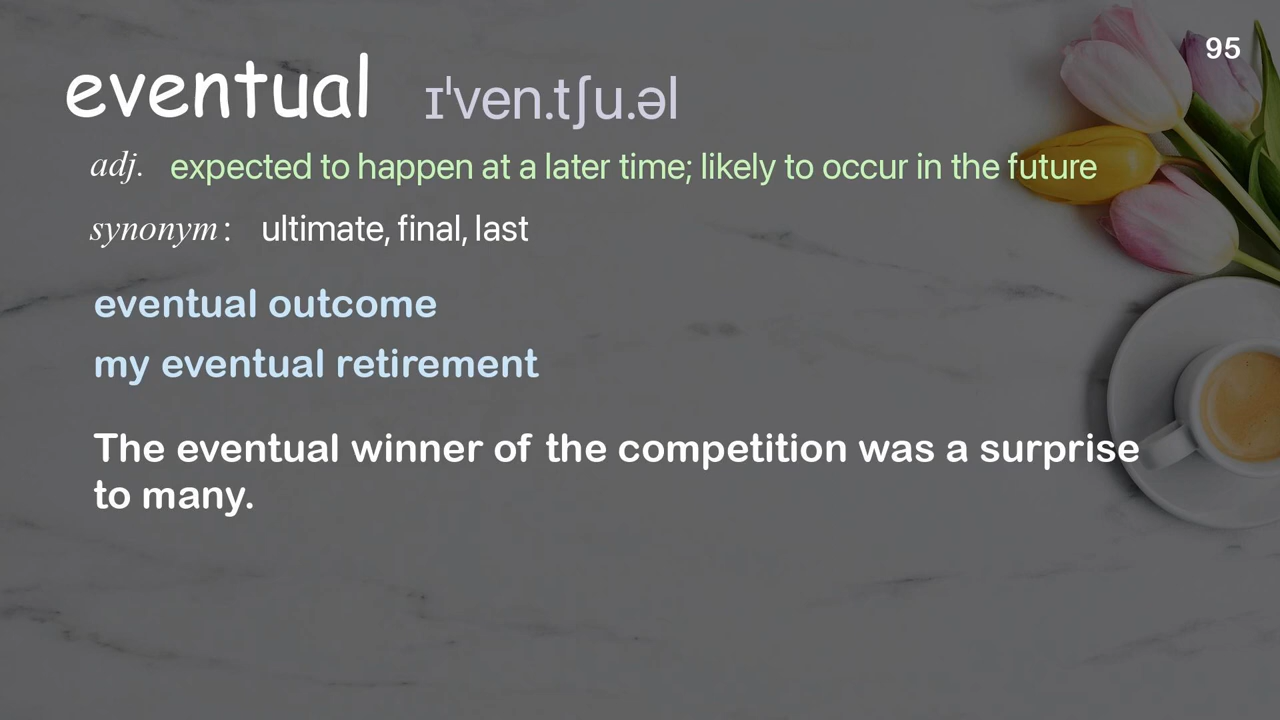 95
eventual ɪˈven.tʃu.əl
adj. expected to happen at a later time; likely to occur in the future
synonym: ultimate, final, last
eventual outcome
my eventual retirement
The eventual winner of the competition was a surprise
to many.